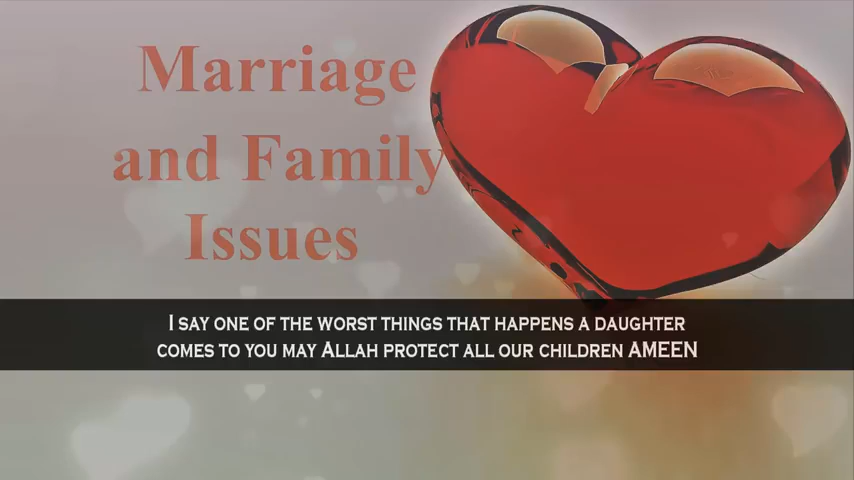 Marriage
and Family
Issues
I SAY ONE OF THE WORST THINGS THAT HAPPENS A DAUGHTER
COMES TO YOU MAY ALLAH PROTECT ALL OUR CHILDREN AMEEN